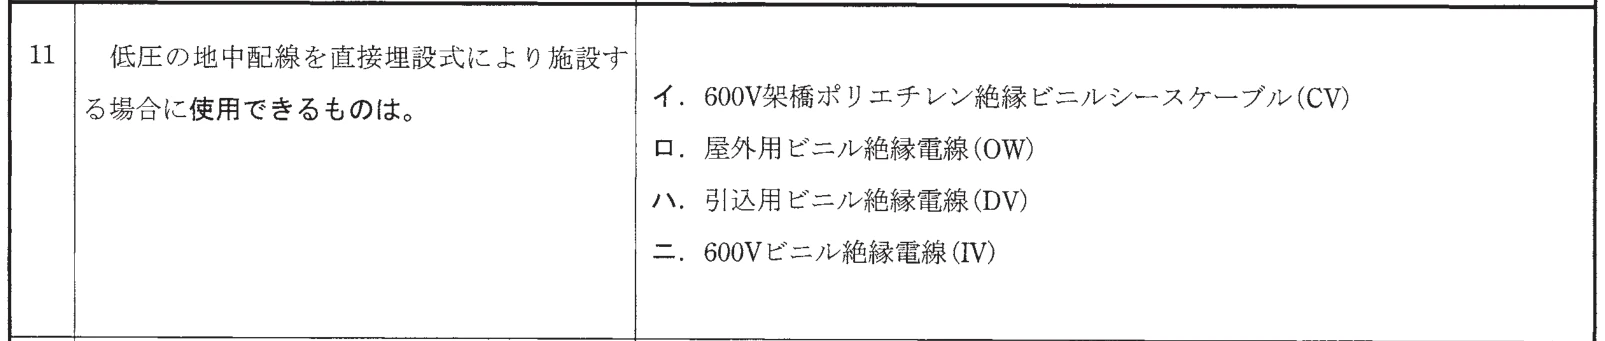 11
低圧の地中配線を直接埋設式により施設す
る場合に使用できるものは。
イ．600V架橋ポリエチレン絶縁ビニルシースケーブル(CV)
ロ．屋外用ビニル絶縁電線(OW)
ハ．引込用ビニル絶縁電線(DV)
ニ．600Vビニル絶縁電線(IV)